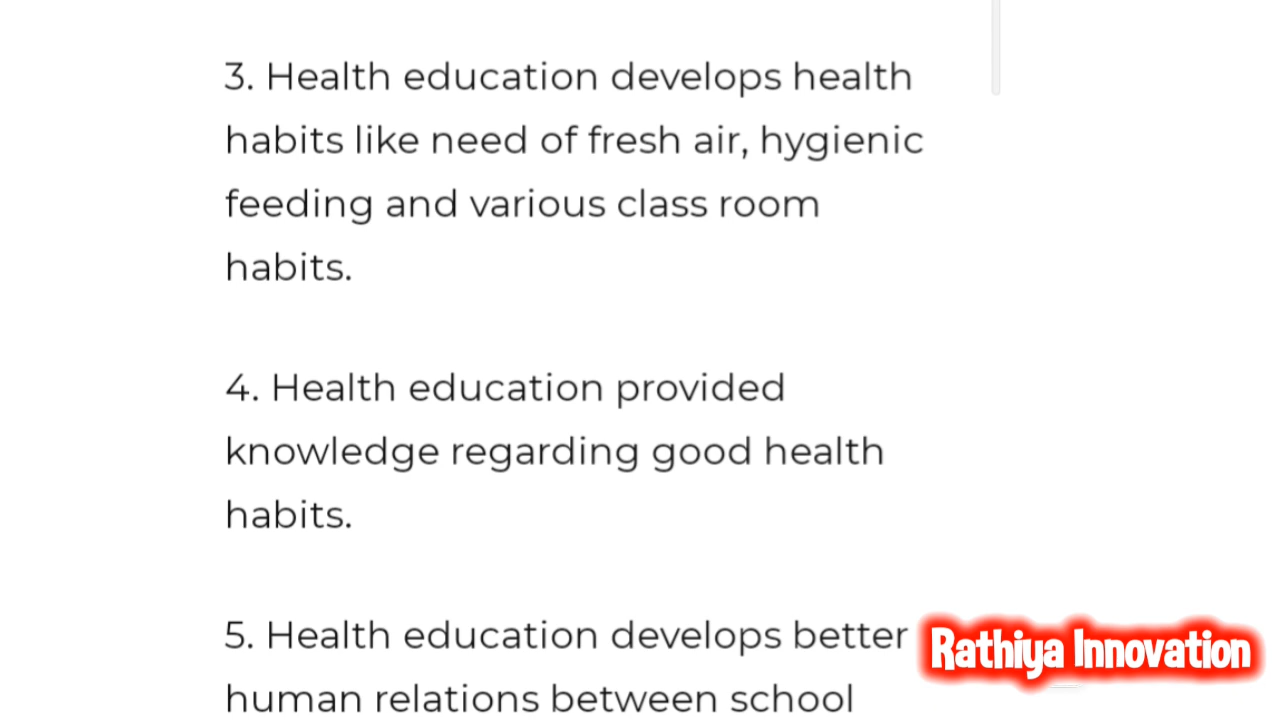 3. Health education develops health
habits like need of fresh air, hygienic
feeding and various class room
habits.
4. Health education provided
knowledge regarding good health
habits.
5. Health education develops better
human relations between school
Rathiya Innovation